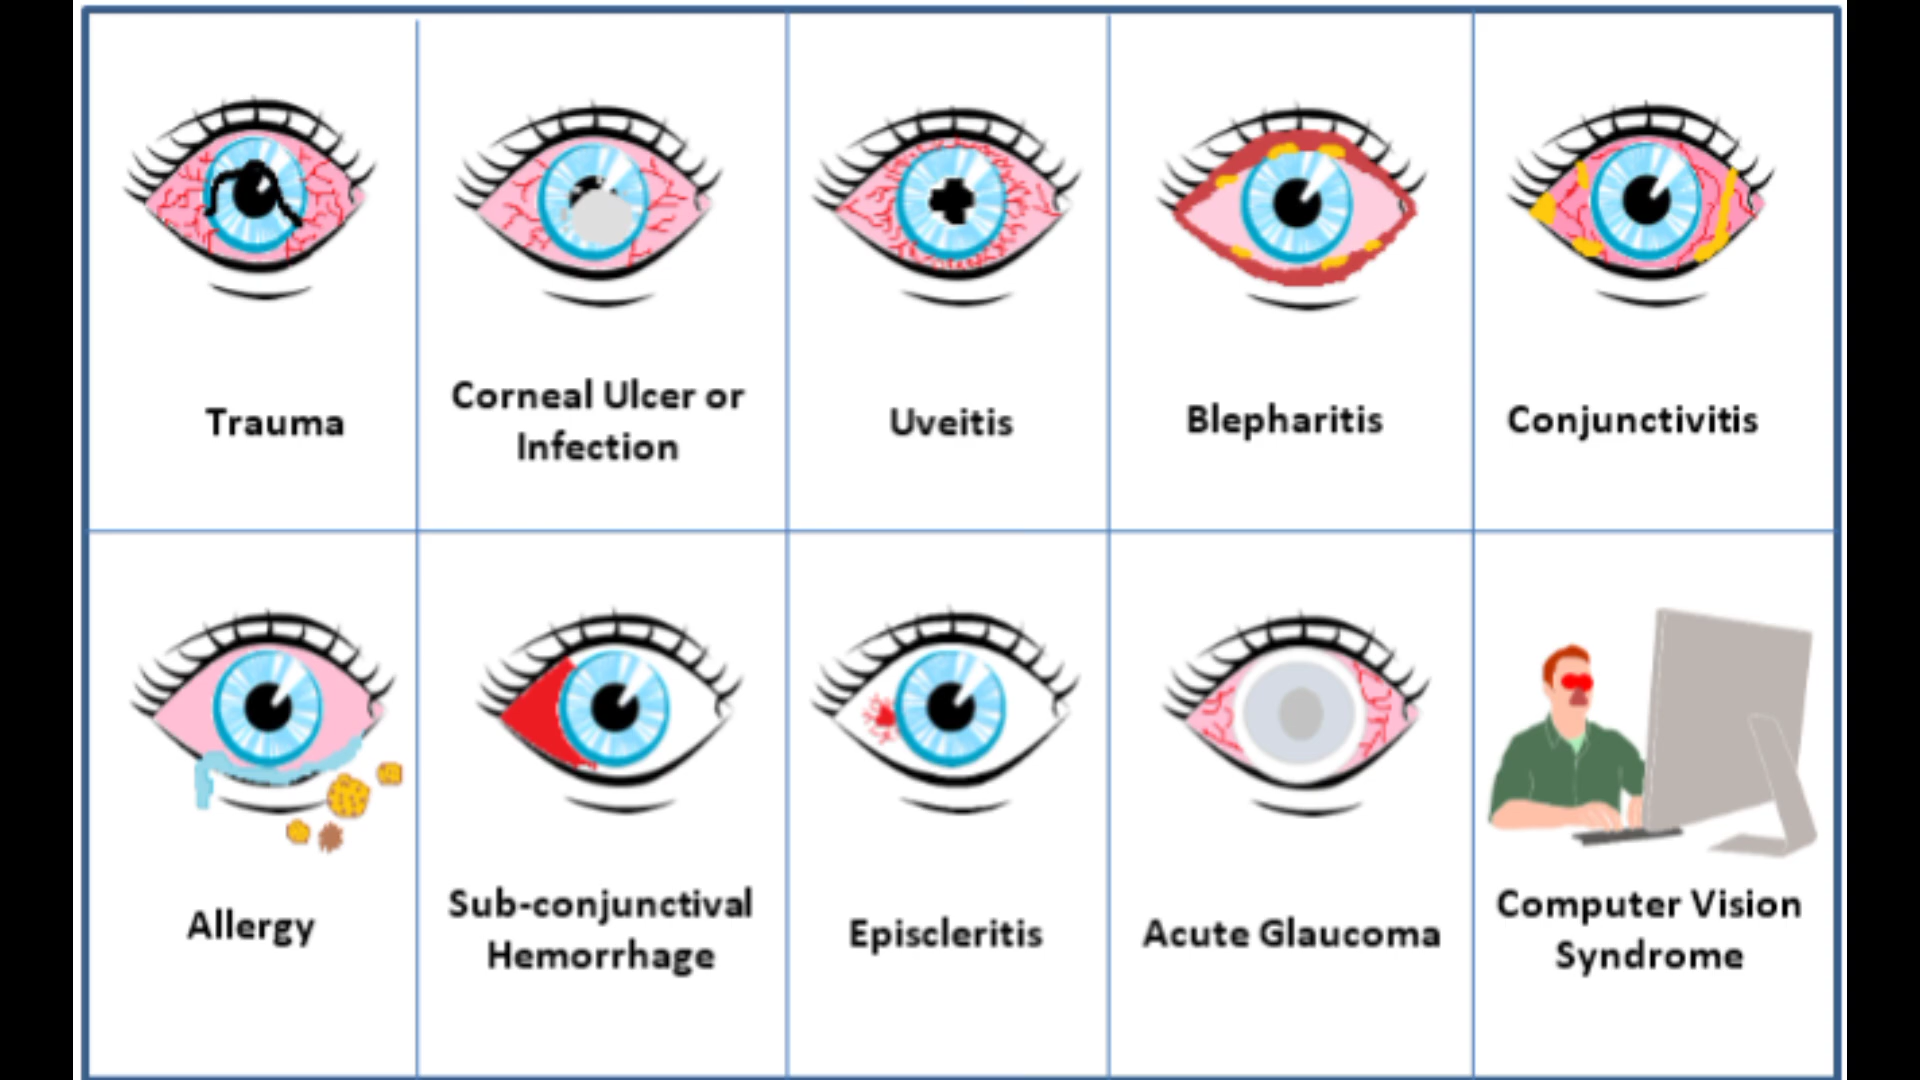 Trauma
Corneal Ulcer or
Infection
Uveitis
Blepharitis
Conjunctivitis
Allergy
Sub-conjunctival
Hemorrhage
Episcleritis
Acute Glaucoma
Computer Vision
Syndrome